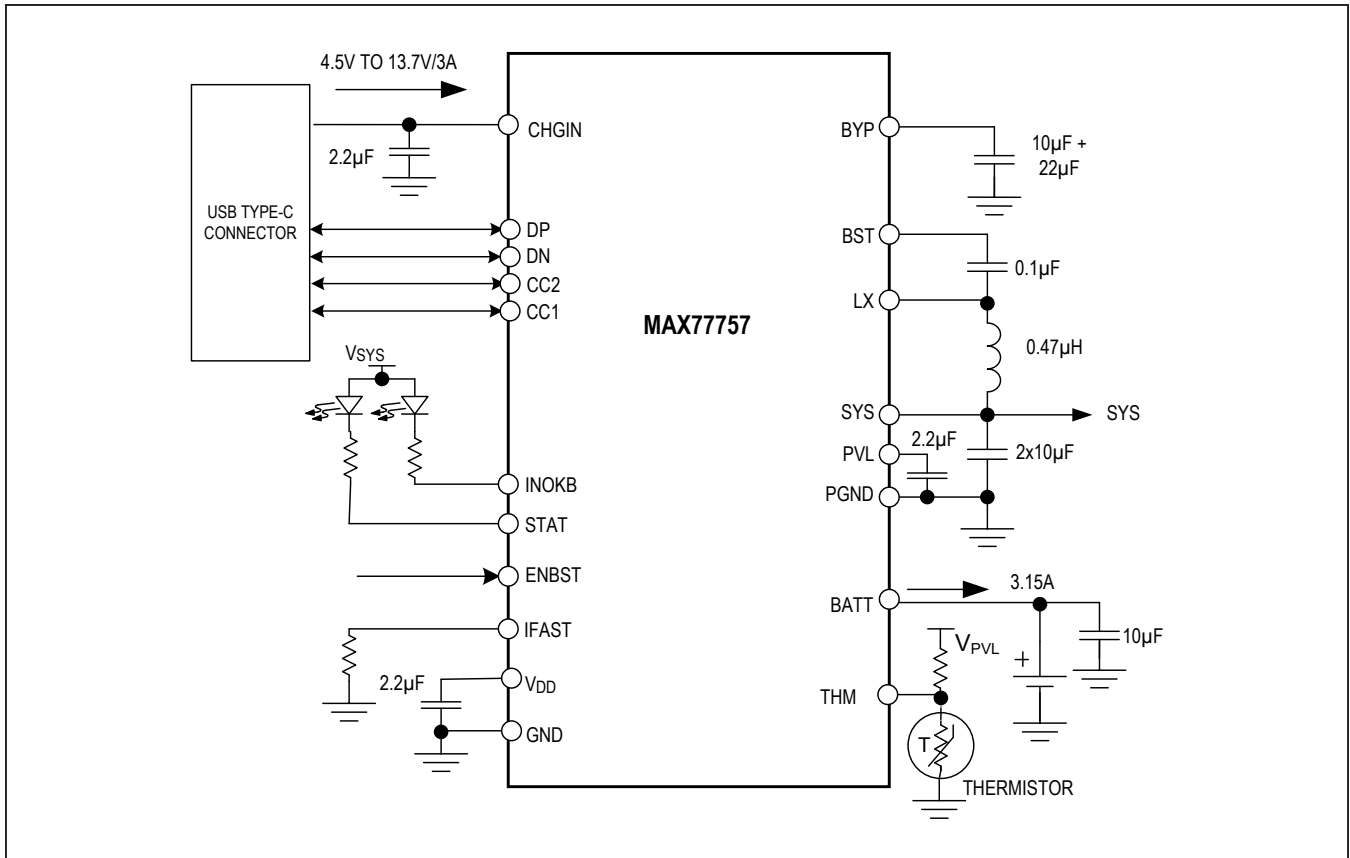 4.5V TO 13.7V/3A
CHGIN
2.2µF
USB TYPE-C
CONNECTOR
DP
DN
CC2
CC1
VSYS
INOKB
STAT
ENBST
IFAST
2.2µF
VDD
GND
MAX77757
BYP
10µF +
22µF
BST
0.1µF
LX
0.47µH
SYS
SYS
2.2µF
PVL
2x10µF
PGND
3.15A
BATT
10µF
VPVL
+
THM
T
THERMISTOR